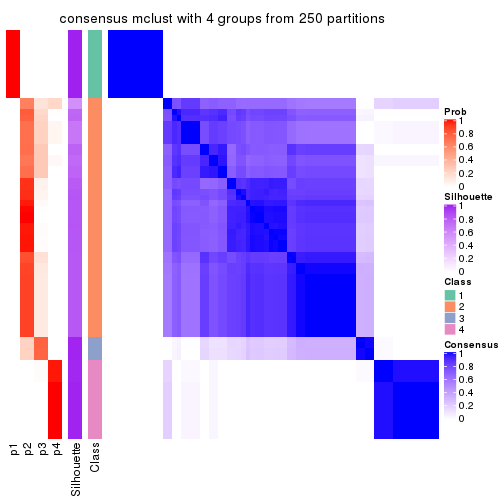 consensus mclust with 4 groups from 250 partitions
Prob
1
0.8
0.6
0.4
0.2
0
Silhouette
1
0.8
0.6
0.4
0.2
0
Class
1
2
3
4
Consensus
1
0.8
0.6
0.4
0.2
0
p1
p2
p3
p4
Silhouette
Class